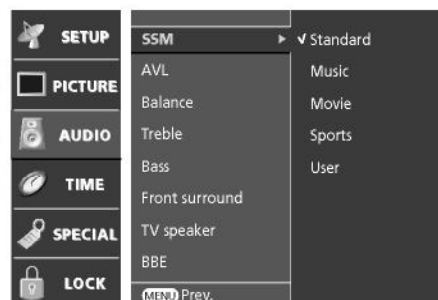 SETUP
PICTURE
AUDIO
TIME
SPECIAL
LOCK
SSM
AVL
Balance
Treble
Bass
Front surround
TV speaker
BBE
MENU Prev.
Standard
Music
Movie
Sports
User